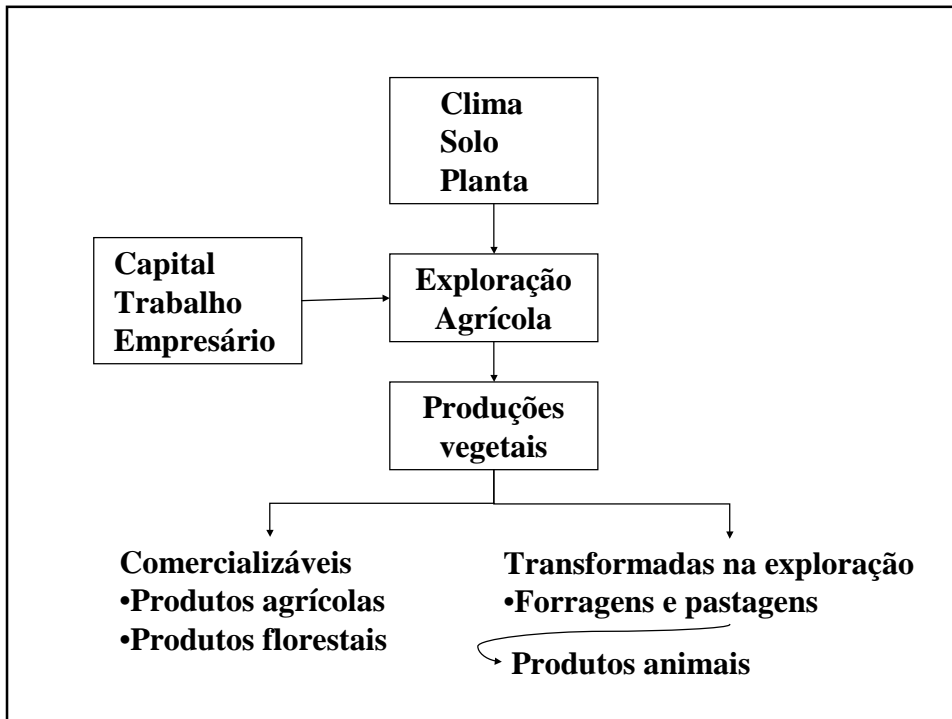 Clima
Solo
Planta
Capital
Trabalho
Empresário
Exploração
Agrícola
Produções
vegetais
Comercializáveis
•Produtos agrícolas
•Produtos florestais
Transformadas na exploração
•Forragens e pastagens
Produtos animais